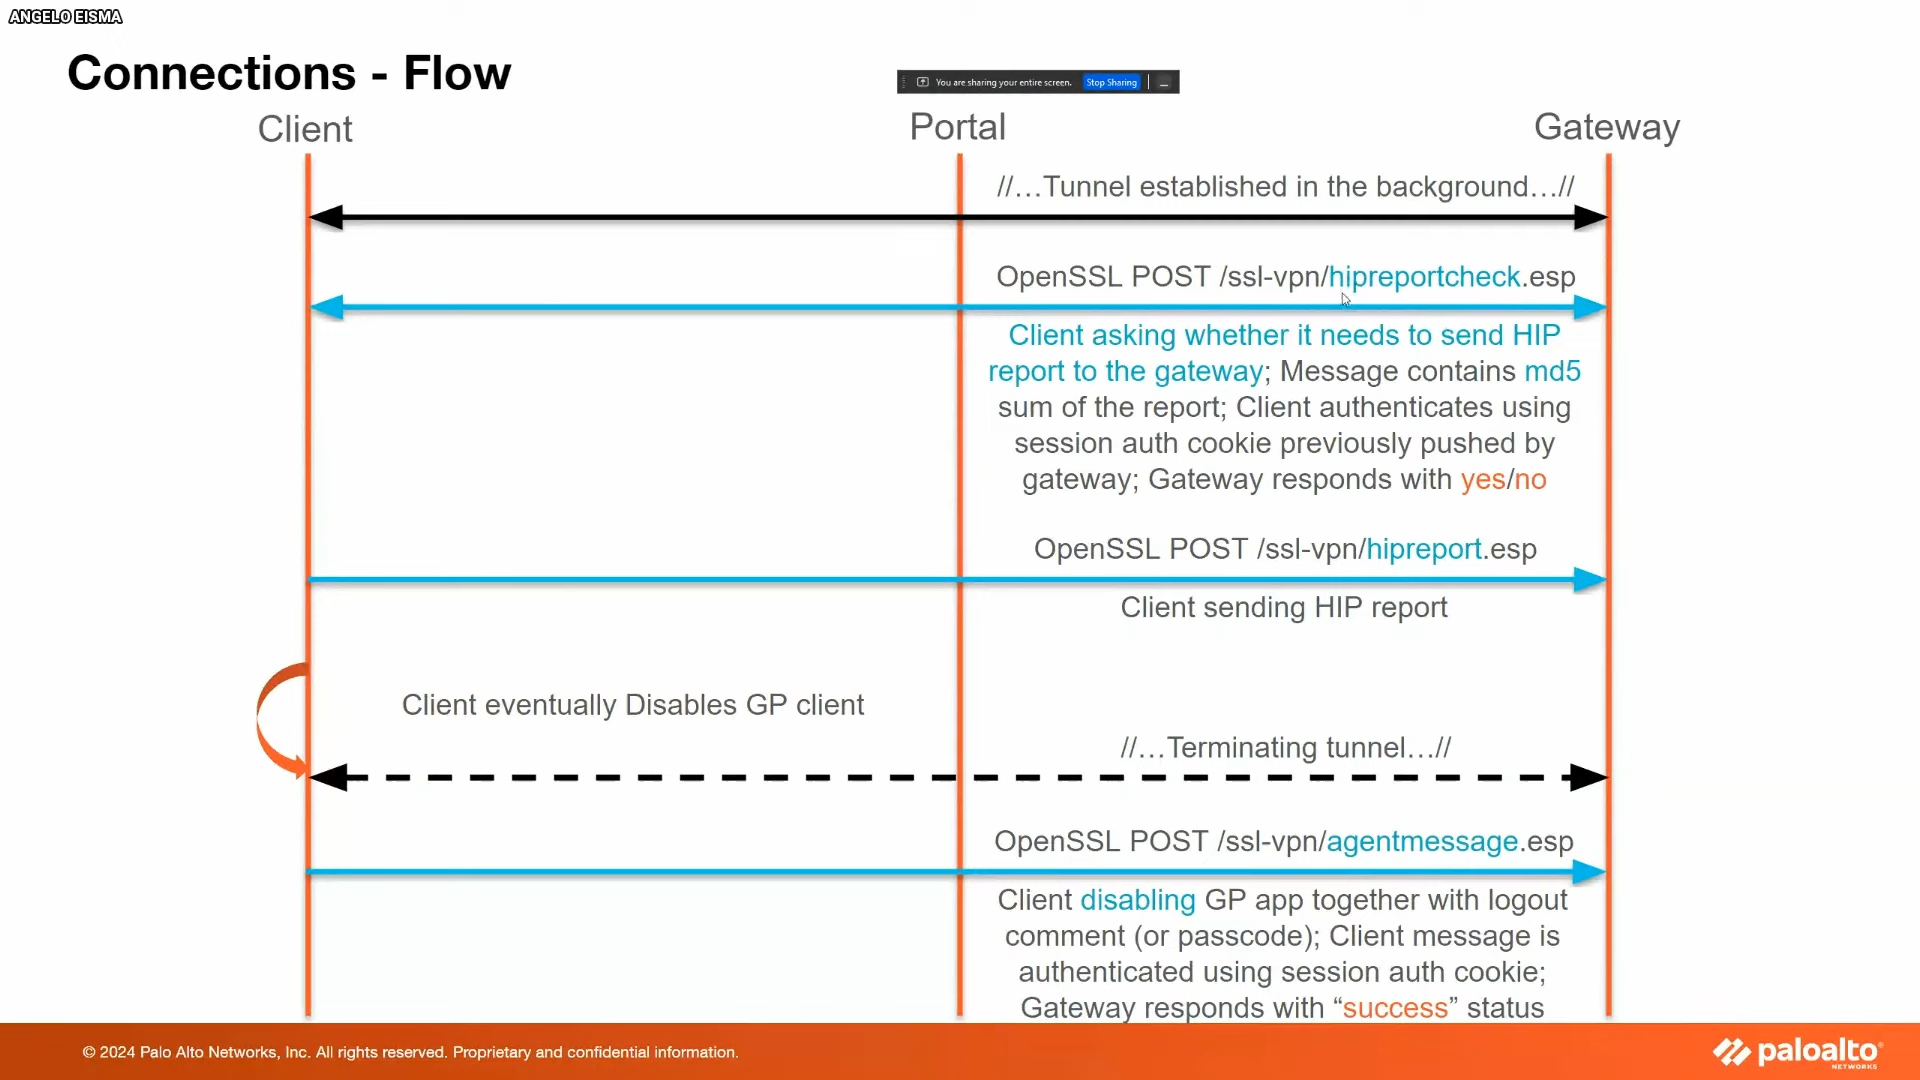 ANGELO EISMA
Connections - Flow
You are sharing your entire screen. Stop Sharing
Client
Portal
Gateway
//…Tunnel established in the background…//
OpenSSL POST /ssl-vpn/hipreportcheck.esp
Client asking whether it needs to send HIP
report to the gateway; Message contains md5
sum of the report; Client authenticates using
session auth cookie previously pushed by
gateway; Gateway responds with yes/no
OpenSSL POST /ssl-vpn/hipreport.esp
Client sending HIP report
Client eventually Disables GP client
//…Terminating tunnel…//
OpenSSL POST /ssl-vpn/agentmessage.esp
Client disabling GP app together with logout
comment (or passcode); Client message is
authenticated using session auth cookie;
Gateway responds with “success” status
© 2024 Palo Alto Networks, Inc. All rights reserved. Proprietary and confidential information.
paloalto
NETWORKS